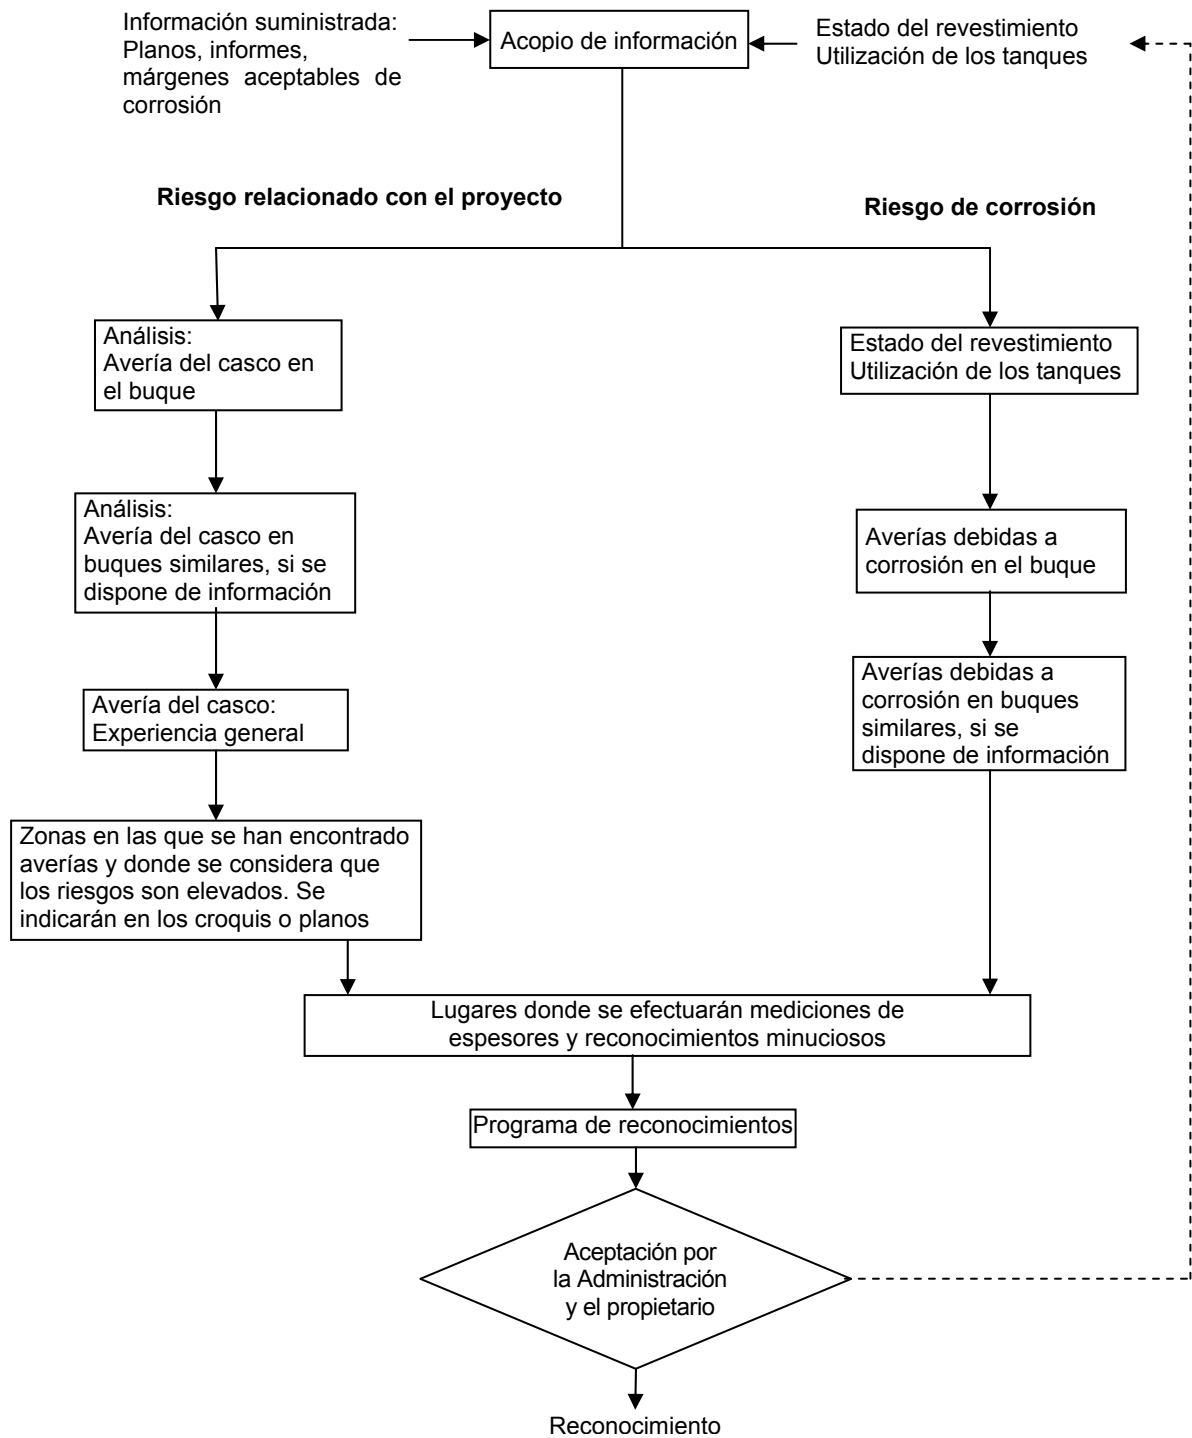 Información suministrada:
Planos, informes,
márgenes aceptables de
corrosión
Acopio de información
Estado del revestimiento
Utilización de los tanques
Riesgo relacionado con el proyecto
Riesgo de corrosión
Análisis:
Avería del casco en
el buque
Estado del revestimiento
Utilización de los tanques
Análisis:
Avería del casco en
buques similares, si se
dispone de información
Averías debidas a
corrosión en el buque
Avería del casco:
Experiencia general
Averías debidas a
corrosión en buques
similares, si se
dispone de información
Zonas en las que se han encontrado
averías y donde se considera que
los riesgos son elevados. Se
indicarán en los croquis o planos
Lugares donde se efectuarán mediciones de
espesores y reconocimientos minuciosos
Programa de reconocimientos
Aceptación por
la Administración
y el propietario
Reconocimiento